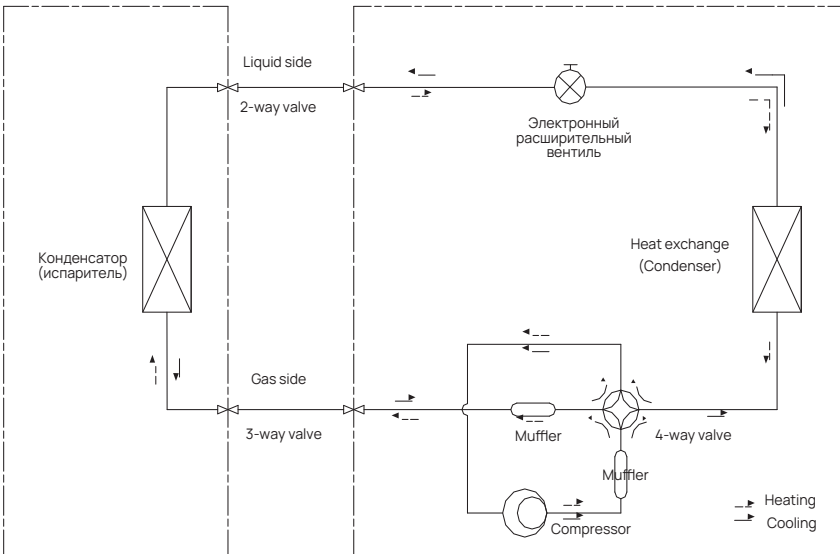 Liquid side
2-way valve
Электронный
расширительный
вентиль
Конденсатор
(испаритель)
Heat exchange
(Condenser)
Gas side
3-way valve
Muffler
4-way valve
Muffler
Compressor
Heating
Cooling